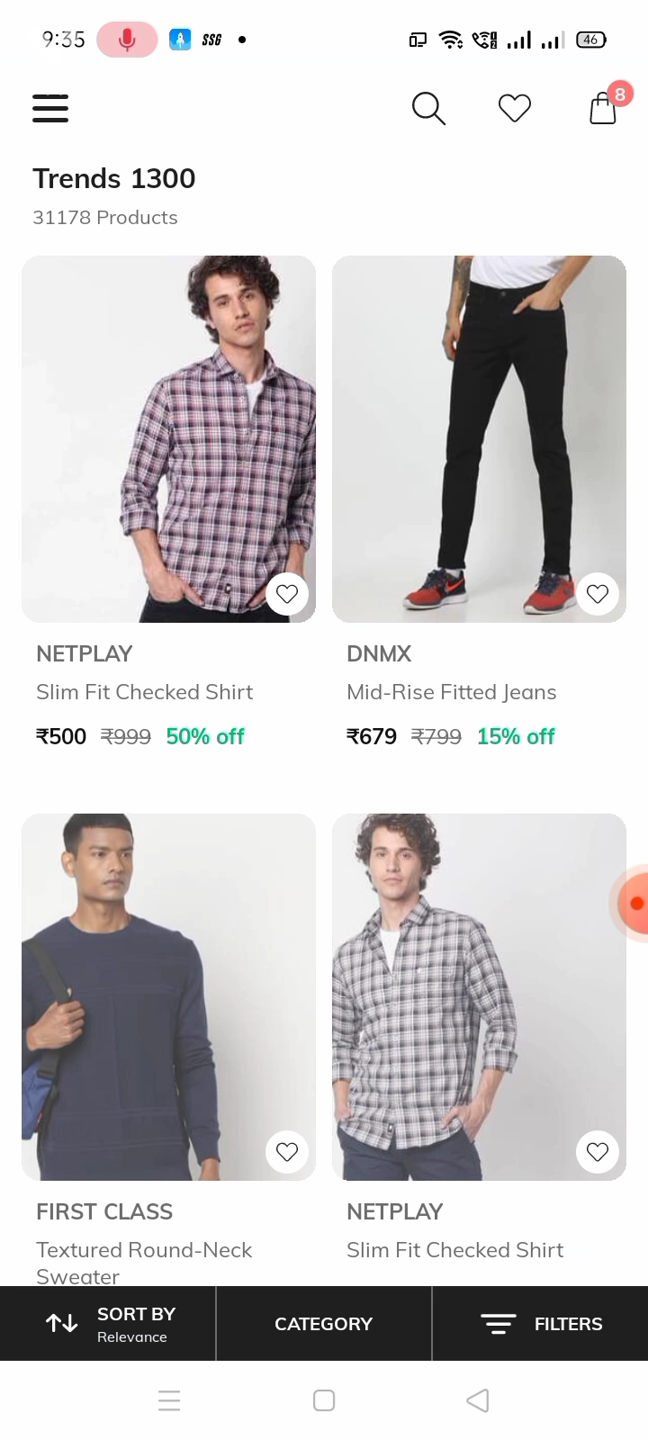 9:35 SSG 46
8
Trends 1300
31178 Products
NETPLAY
Slim Fit Checked Shirt
₹500 ₹999 50% off
DNMX
Mid-Rise Fitted Jeans
₹679 ₹799 15% off
FIRST CLASS
Textured Round-Neck
Sweater
NETPLAY
Slim Fit Checked Shirt
SORT BY
Relevance
CATEGORY
FILTERS